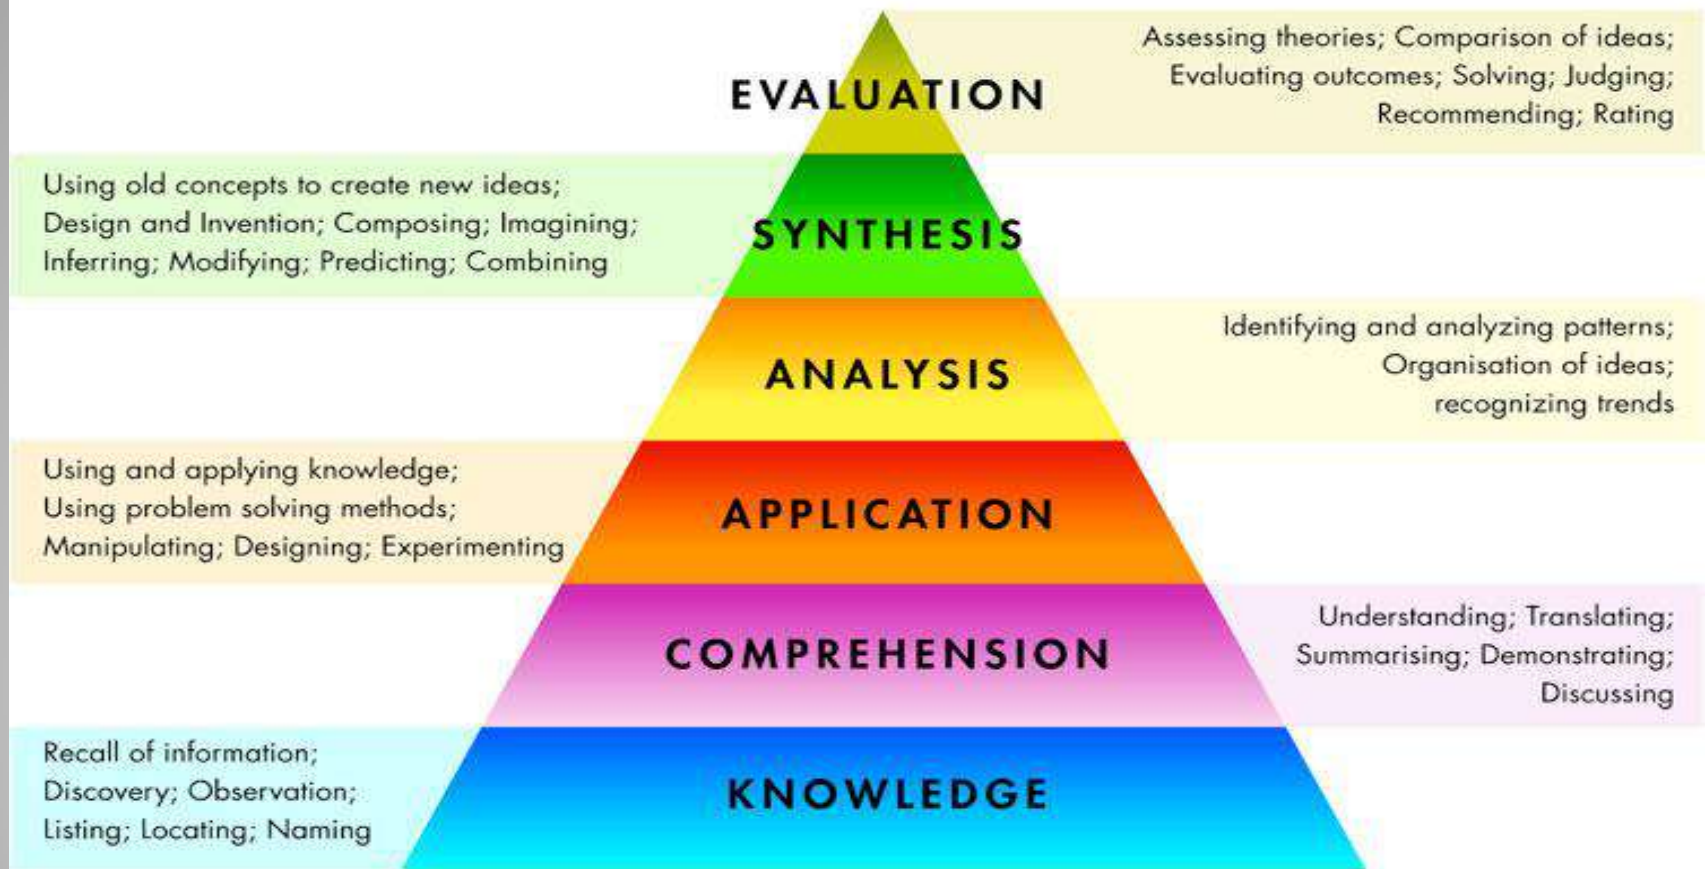 EVALUATION
Assessing theories; Comparison of ideas;
Evaluating outcomes; Solving; Judging;
Recommending; Rating
Using old concepts to create new ideas;
Design and Invention; Composing; Imagining;
Inferring; Modifying; Predicting; Combining
SYNTHESIS
ANALYSIS
Identifying and analyzing patterns;
Organisation of ideas;
recognizing trends
Using and applying knowledge;
Using problem solving methods;
Manipulating; Designing; Experimenting
APPLICATION
COMPREHENSION
Understanding; Translating;
Summarising; Demonstrating;
Discussing
Recall of information;
Discovery; Observation;
Listing; Locating; Naming
KNOWLEDGE